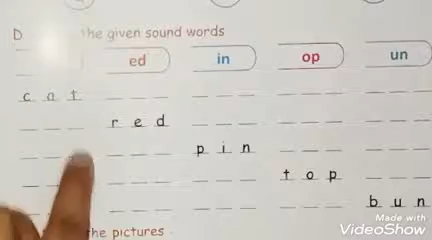 D the given sound words
ed in op un
c a t
r e d
p i n
t o p
b u n
the pictures
Made with
VideoShow